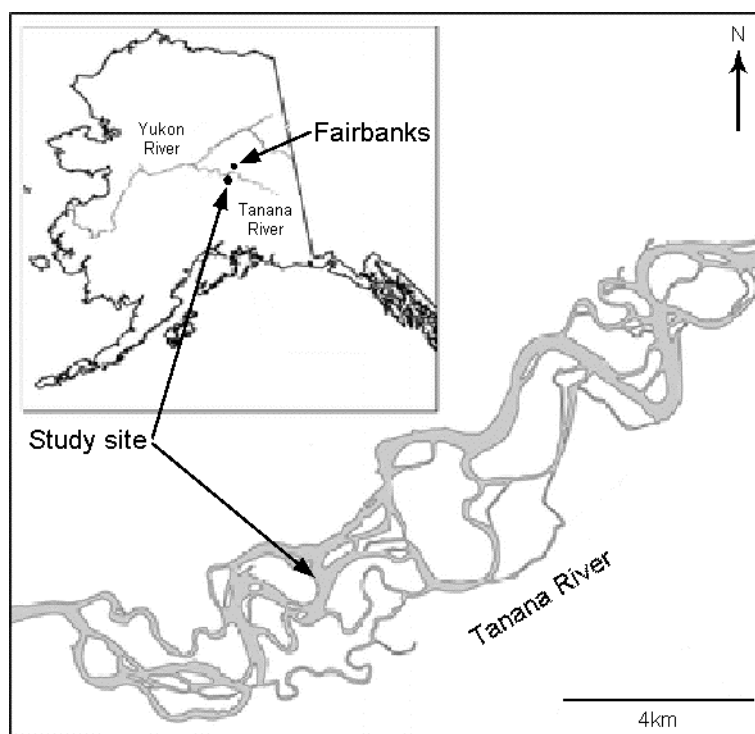 N
Yukon
River
Fairbanks
Tanana
River
Study site
Tanana River
4km